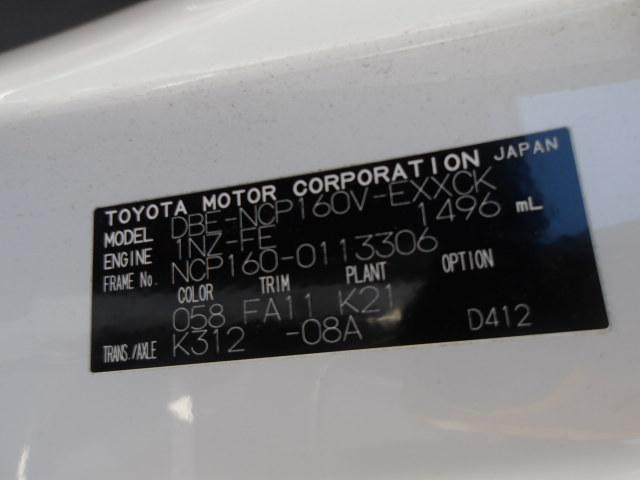 TOYOTA MOTOR CORPORATION JAPAN
MODEL DBE-NCP160V-EXXCK
ENGINE 1NZ-FE 1496 mL
FRAME No. NCP160-0113306
COLOR TRIM PLANT OPTION
058 FA11 K21
TRANS./AXLE K312 -08A D412